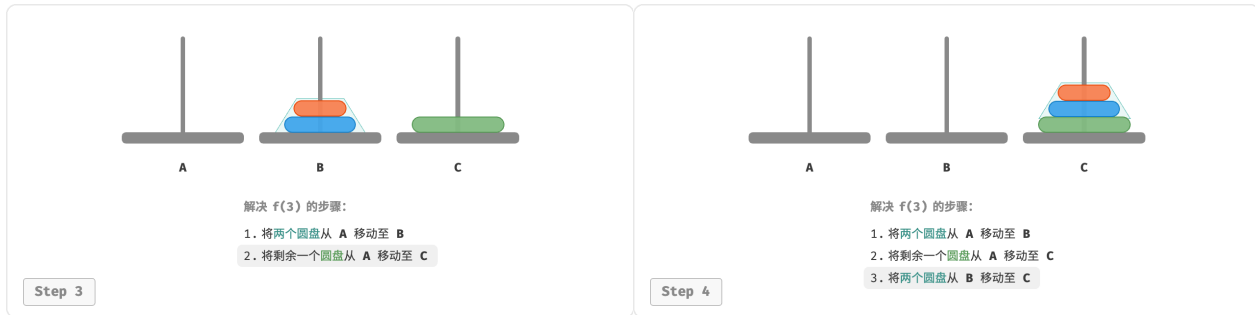 A B C
解决 f(3) 的步骤：
1. 将两个圆盘从 A 移动至 B
2. 将剩余一个圆盘从 A 移动至 C
Step 3
A B C
解决 f(3) 的步骤：
1. 将两个圆盘从 A 移动至 B
2. 将剩余一个圆盘从 A 移动至 C
3. 将两个圆盘从 B 移动至 C
Step 4